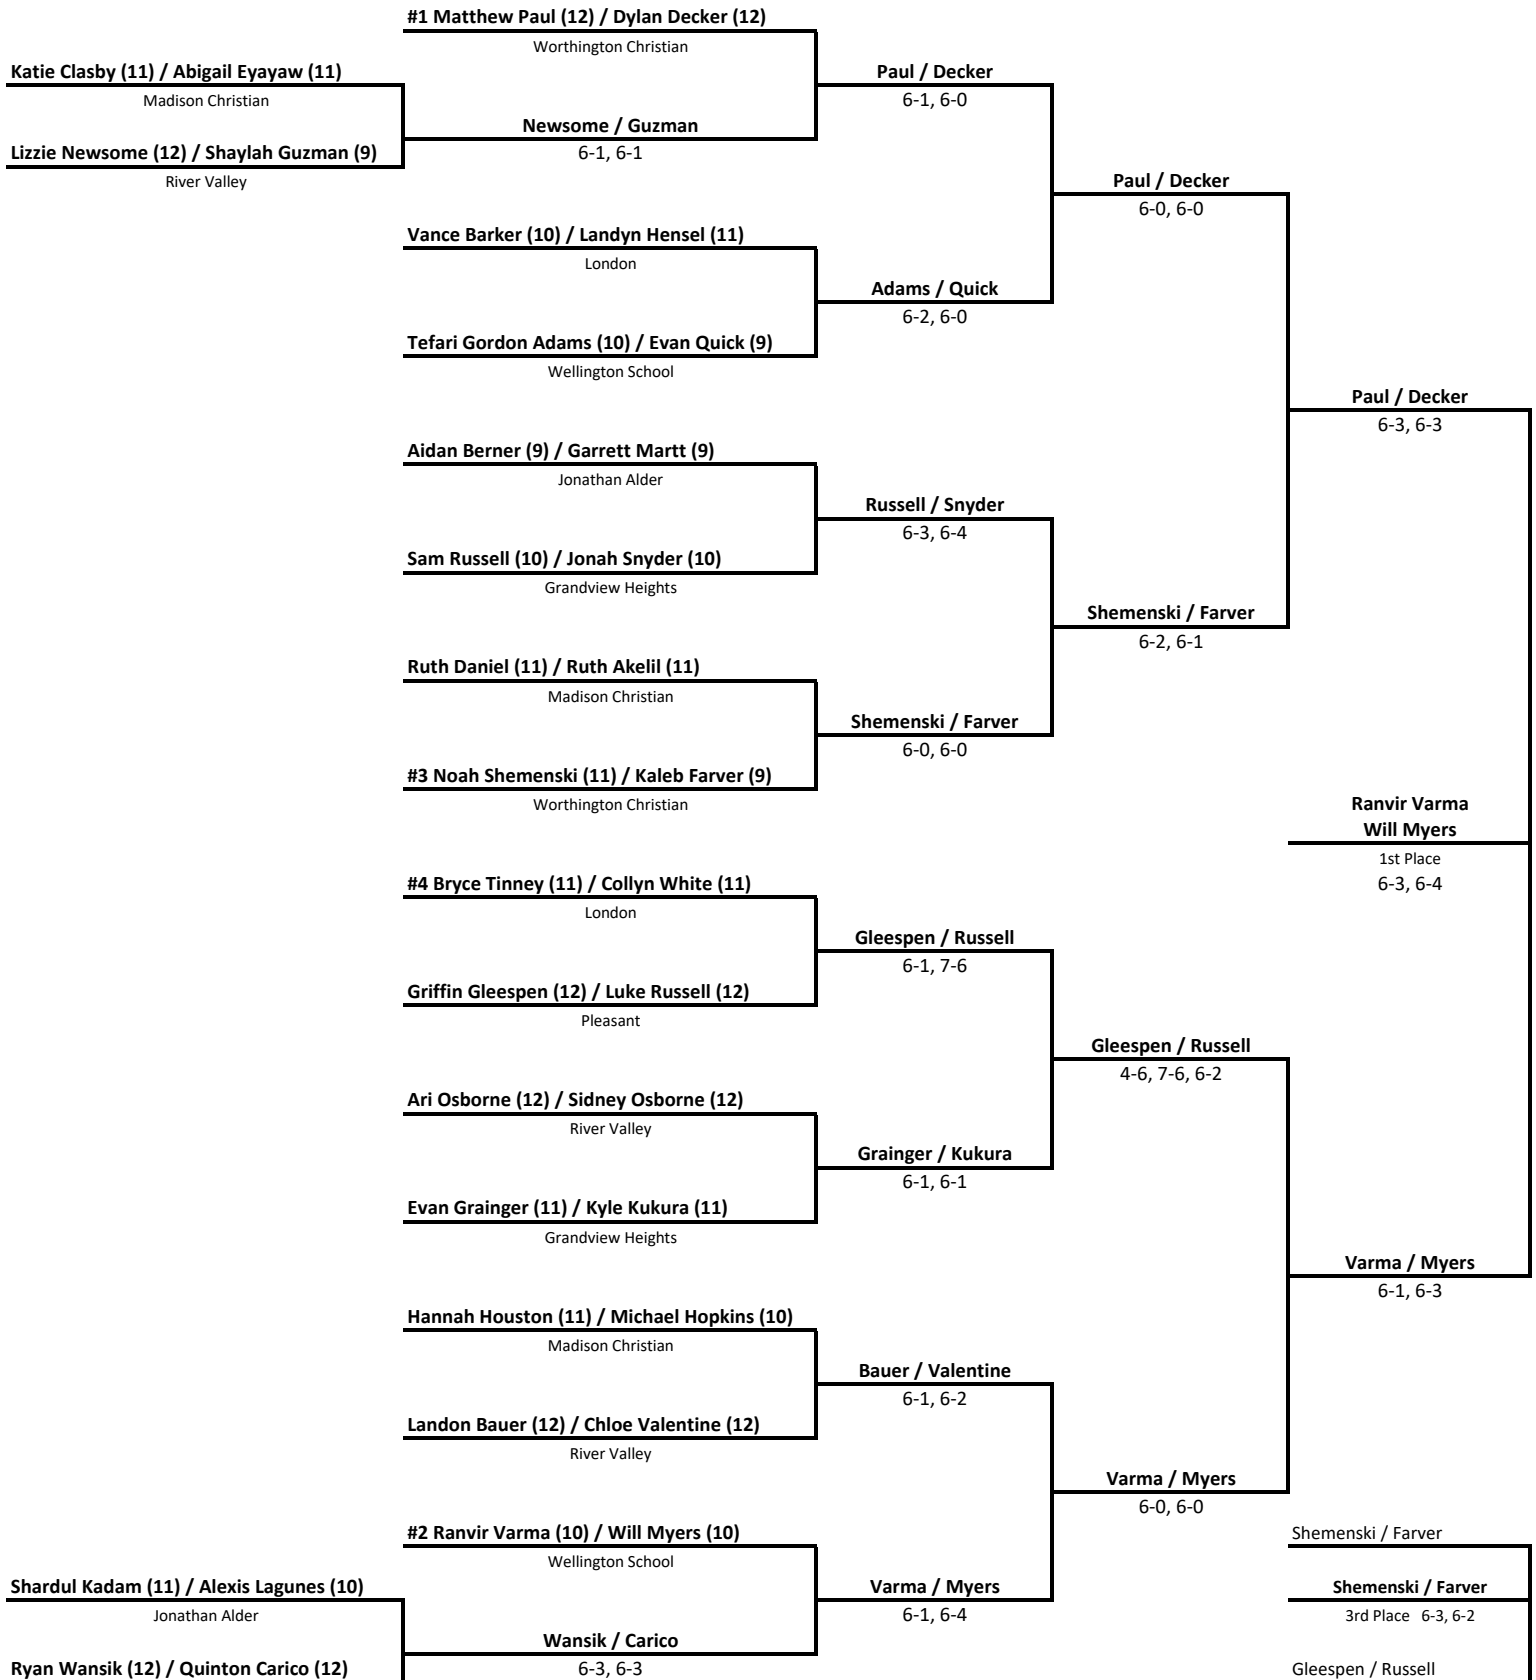 #1 Matthew Paul (12) / Dylan Decker (12)
Worthington Christian
Katie Clasby (11) / Abigail Eyayaw (11)
Madison Christian
Paul / Decker
6-1, 6-0
Newsome / Guzman
6-1, 6-1
Lizzie Newsome (12) / Shaylah Guzman (9)
River Valley
Paul / Decker
6-0, 6-0
Vance Barker (10) / Landyn Hensel (11)
London
Adams / Quick
6-2, 6-0
Tefari Gordon Adams (10) / Evan Quick (9)
Wellington School
Paul / Decker
6-3, 6-3
Aidan Berner (9) / Garrett Martt (9)
Jonathan Alder
Russell / Snyder
6-3, 6-4
Sam Russell (10) / Jonah Snyder (10)
Grandview Heights
Shemenski / Farver
6-2, 6-1
Ruth Daniel (11) / Ruth Akelil (11)
Madison Christian
Shemenski / Farver
6-0, 6-0
#3 Noah Shemenski (11) / Kaleb Farver (9)
Worthington Christian
Ranvir Varma
Will Myers
1st Place
6-3, 6-4
#4 Bryce Tinney (11) / Collyn White (11)
London
Gleespen / Russell
6-1, 7-6
Griffin Gleespen (12) / Luke Russell (12)
Pleasant
Gleespen / Russell
4-6, 7-6, 6-2
Ari Osborne (12) / Sidney Osborne (12)
River Valley
Grainger / Kukura
6-1, 6-1
Evan Grainger (11) / Kyle Kukura (11)
Grandview Heights
Varma / Myers
6-1, 6-3
Hannah Houston (11) / Michael Hopkins (10)
Madison Christian
Bauer / Valentine
6-1, 6-2
Landon Bauer (12) / Chloe Valentine (12)
River Valley
Varma / Myers
6-0, 6-0
#2 Ranvir Varma (10) / Will Myers (10)
Wellington School
Shemenski / Farver
Shardul Kadam (11) / Alexis Lagunes (10)
Jonathan Alder
Varma / Myers
6-1, 6-4
Shemenski / Farver
3rd Place 6-3, 6-2
Wansik / Carico
6-3, 6-3
Ryan Wansik (12) / Quinton Carico (12)
Gleespen / Russell